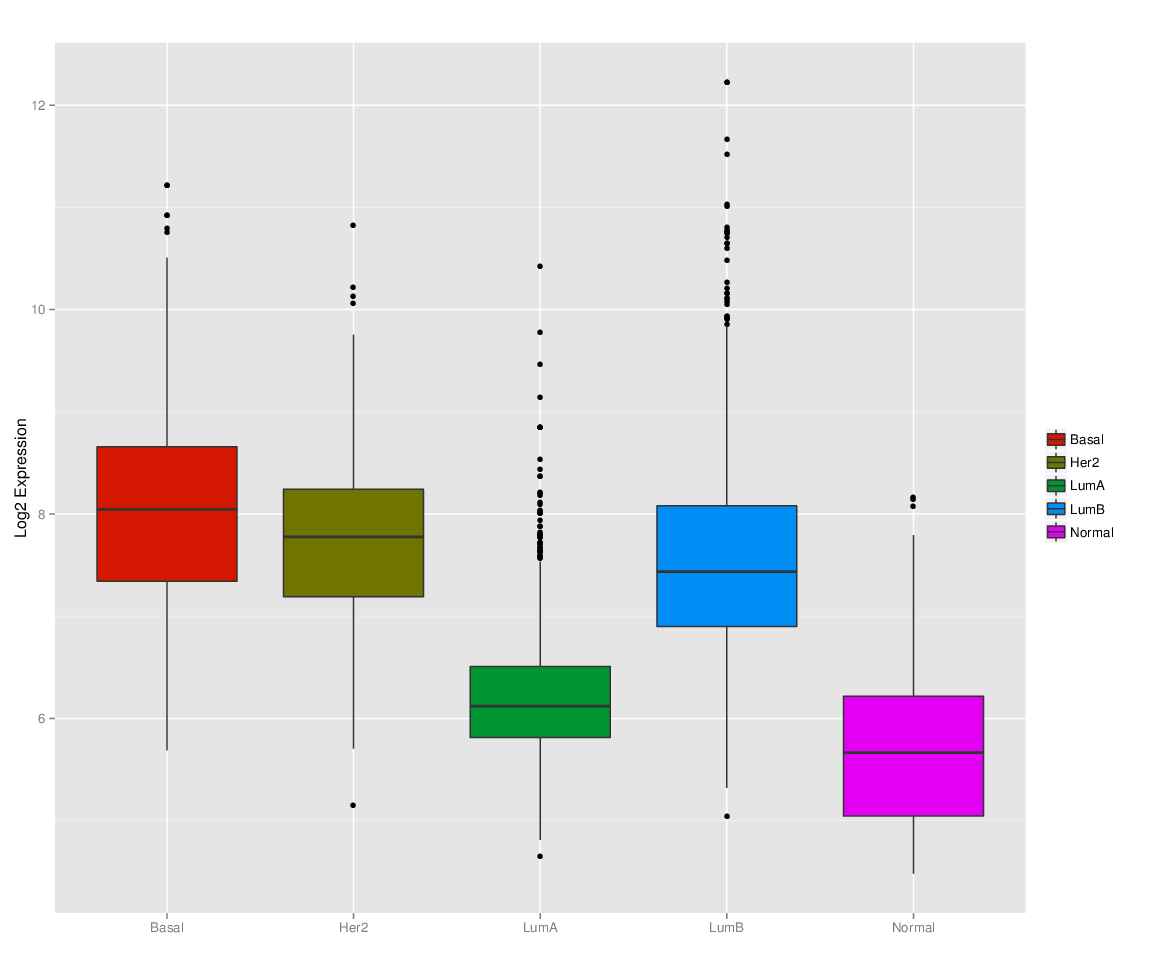 12
10
8
6
Log2 Expression
Basal
Her2
LumA
LumB
Normal
Basal
Her2
LumA
LumB
Normal